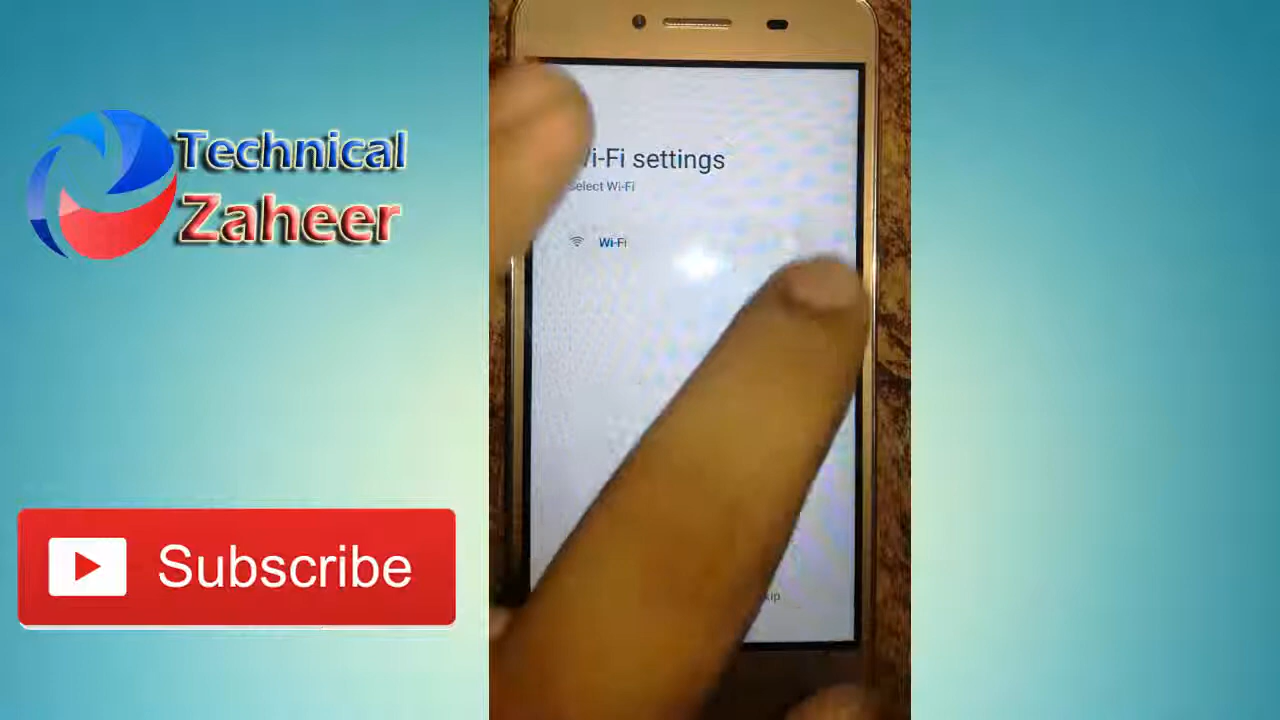 Technical
Zaheer
Wi-Fi settings
Select Wi-Fi
Wi-Fi
Subscribe